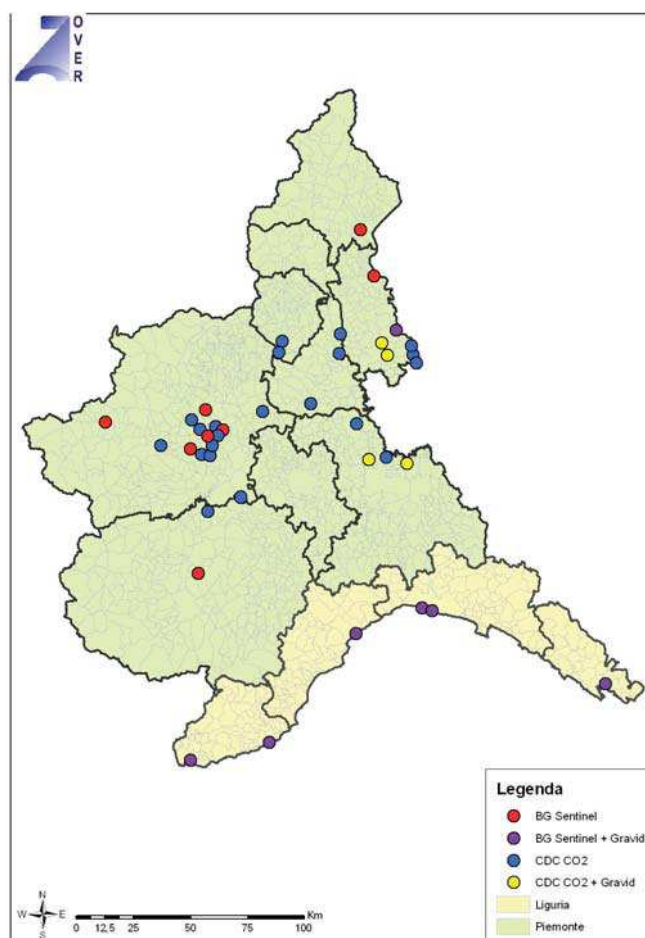 OVER
Legenda
BG Sentinel
BG Sentinel + Gravid
CDC CO2
CDC CO2 + Gravid
Liguria
Piemonte
N
W E
S
Km
0 12,5 25 50 75 100